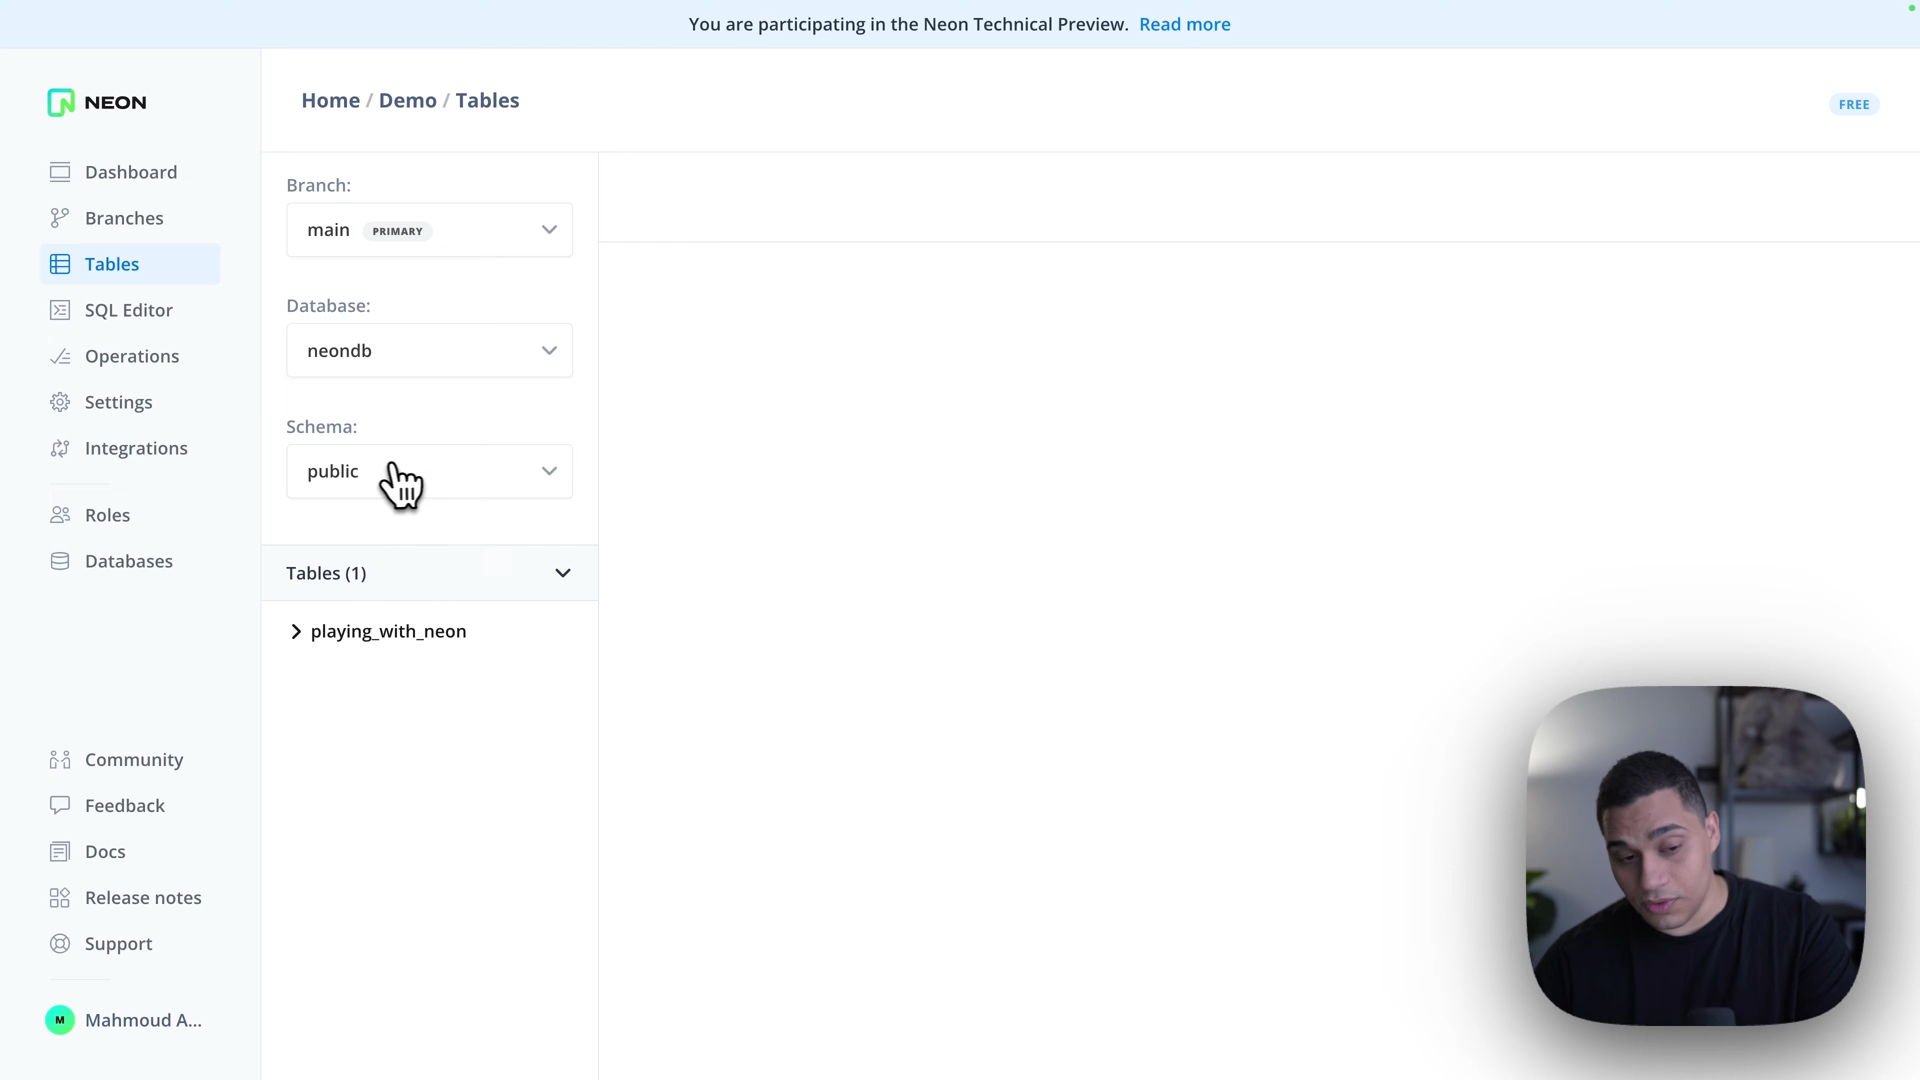 You are participating in the Neon Technical Preview. Read more
NEON
Home / Demo / Tables
FREE
Dashboard
Branches
Tables
SQL Editor
Operations
Settings
Integrations
Roles
Databases
Community
Feedback
Docs
Release notes
Support
M
Mahmoud A...
Branch:
main PRIMARY
Database:
neondb
Schema:
public
Tables (1)
playing_with_neon